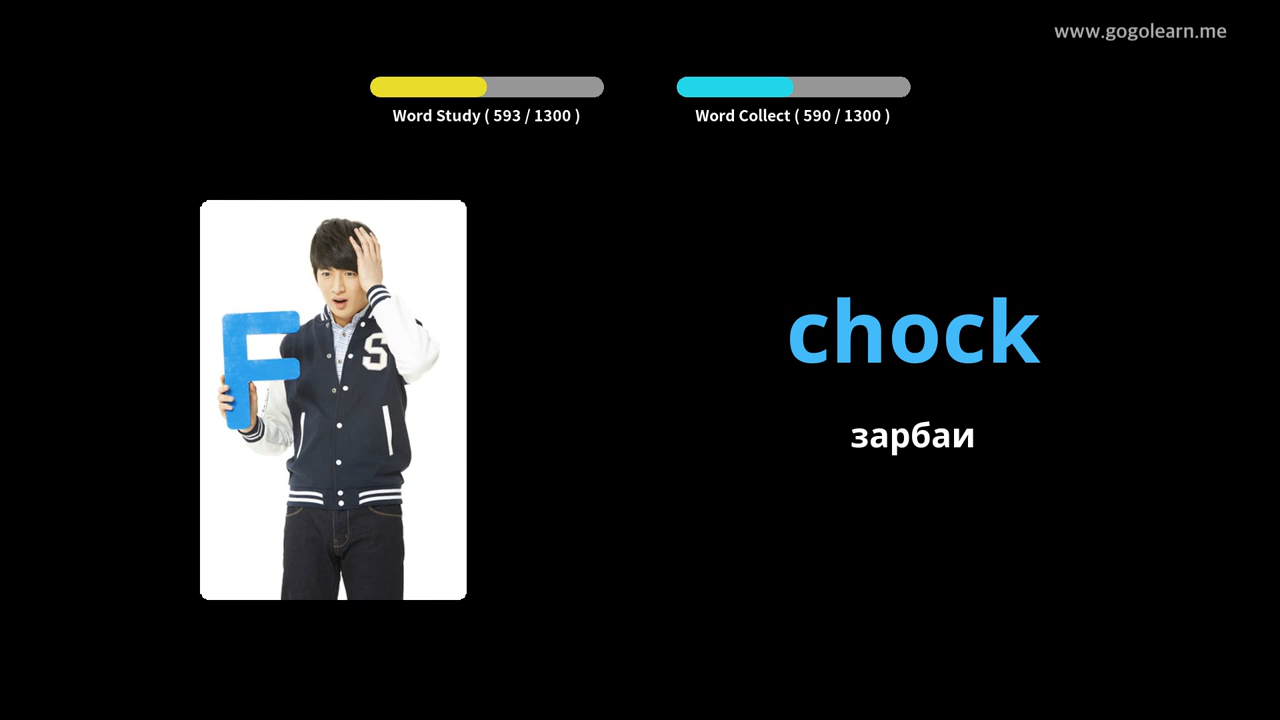 www.gogolearn.me
Word Study ( 593 / 1300 )
Word Collect ( 590 / 1300 )
F
S
chock
зарбаи